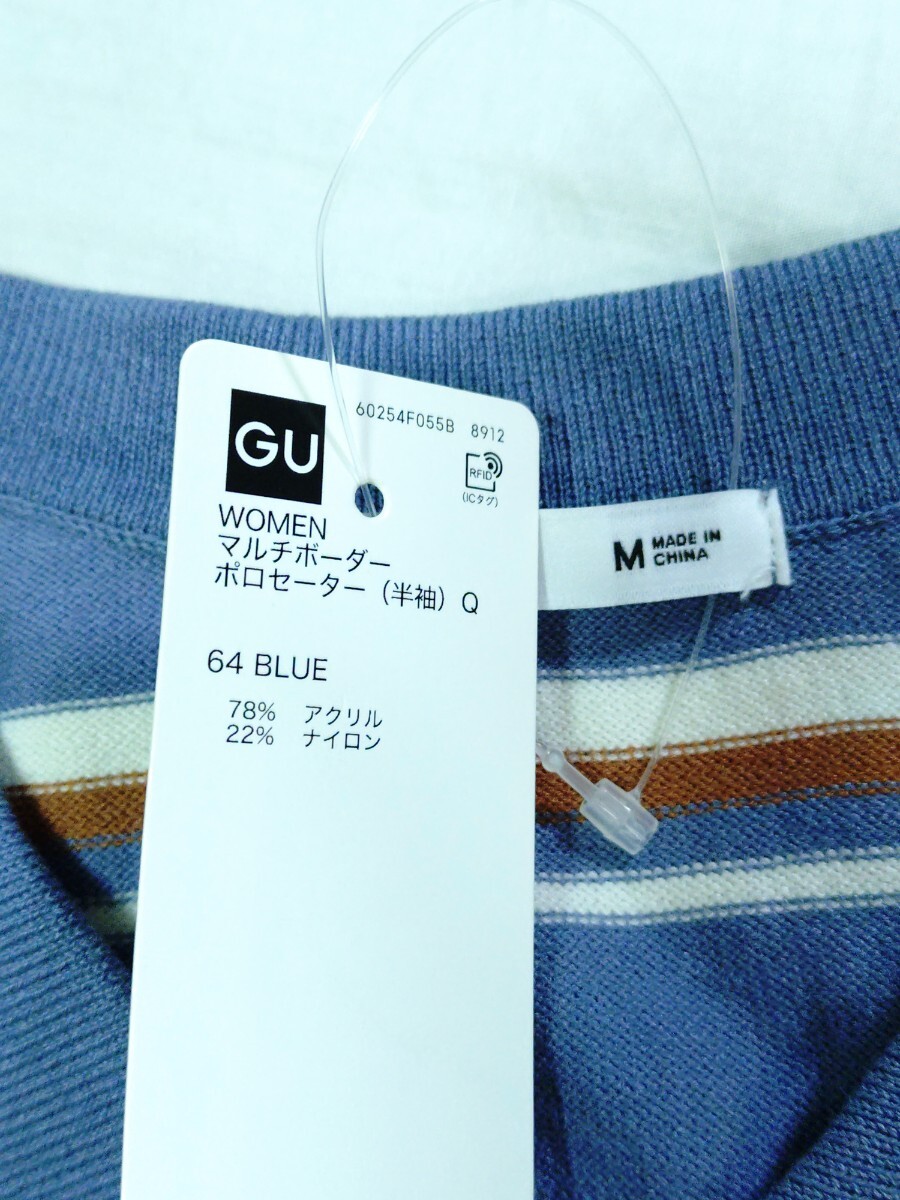 60254F055B 8912
GU
RFID
(ICタグ)
WOMEN
マルチボーダー
ポロセーター（半袖）Q
64 BLUE
78% アクリル
22% ナイロン
M MADE IN
CHINA